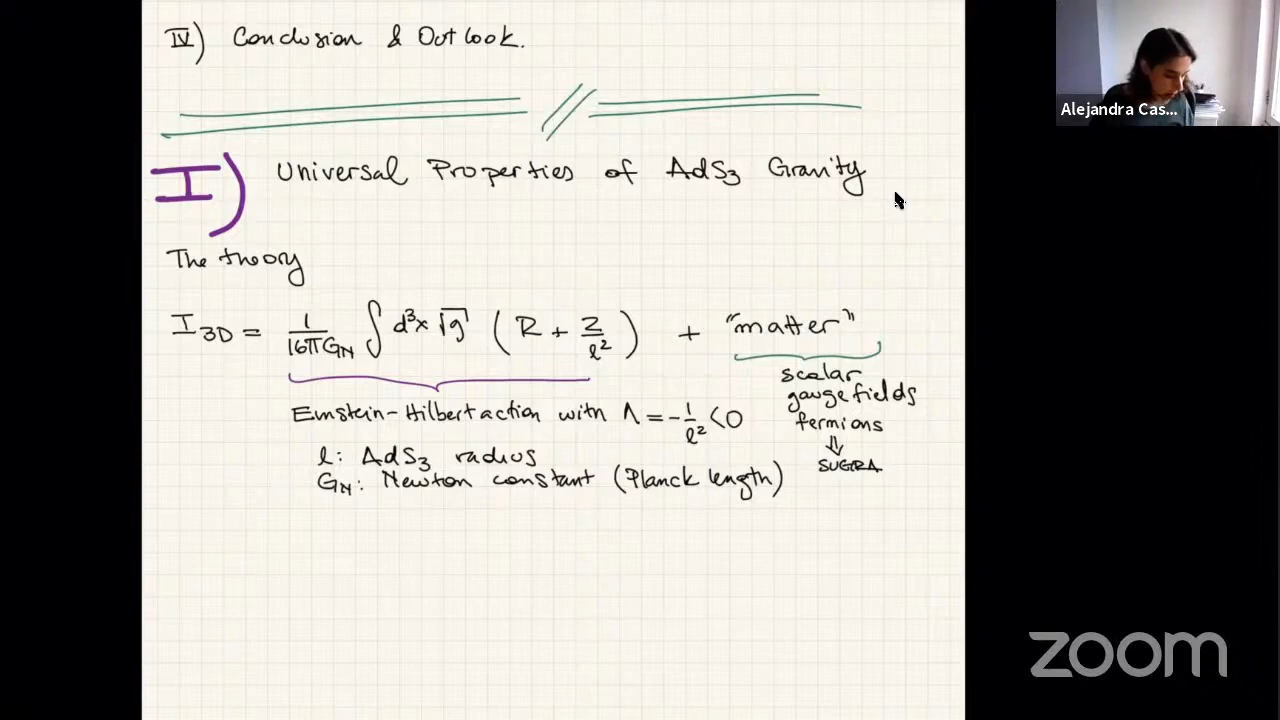 IV) Conclusion & Outlook.
Alejandra Cas...
I) Universal Properties of AdS3 Gravity
The theory
I3D = 1/16πGN ∫ d³x √g ( R + 2/ℓ² ) + "matter"
scalar
gauge fields
fermions
⇓
SUGRA
Einstein-Hilbert action with Λ = -1/ℓ² < 0
ℓ: AdS3 radius
GN: Newton constant (Planck length)
zoom